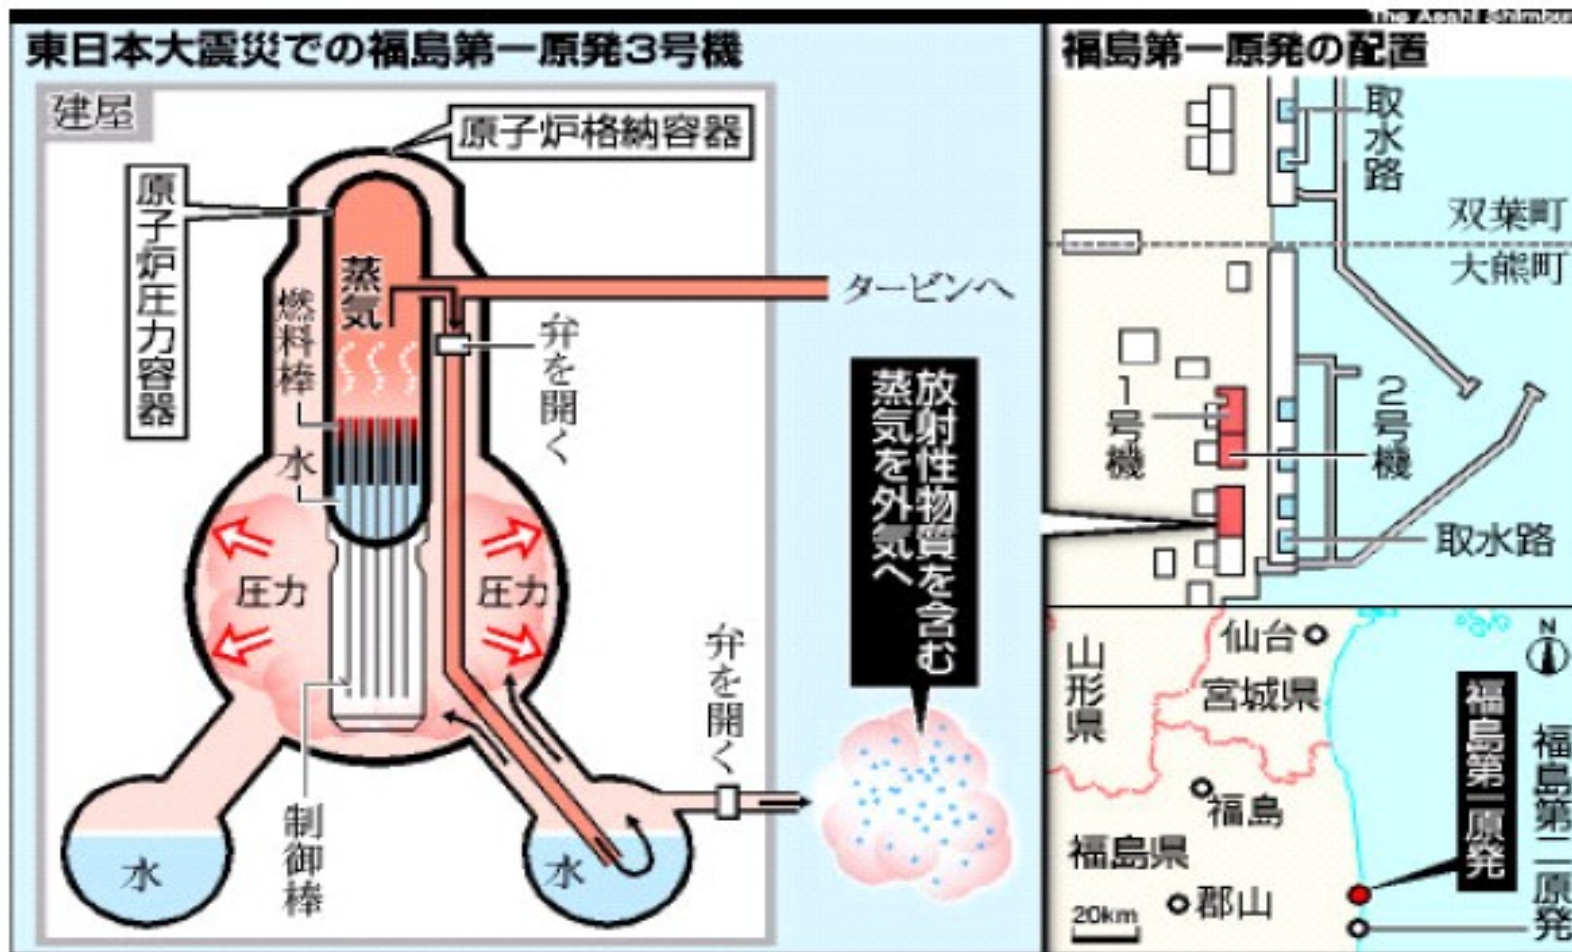 The Asahi Shimbun
東日本大震災での福島第一原発3号機
建屋
原子炉格納容器
原子炉圧力容器
蒸気
燃料棒
水
タービンへ
弁を開く
圧力
圧力
弁を開く
制御棒
水
水
放射性物質を含む
蒸気を外気へ
福島第一原発の配置
取水路
双葉町
大熊町
1号機
2号機
取水路
仙台
山形県
宮城県
N
福島第一原発
福島第二原発
福島
福島県
郡山
20km